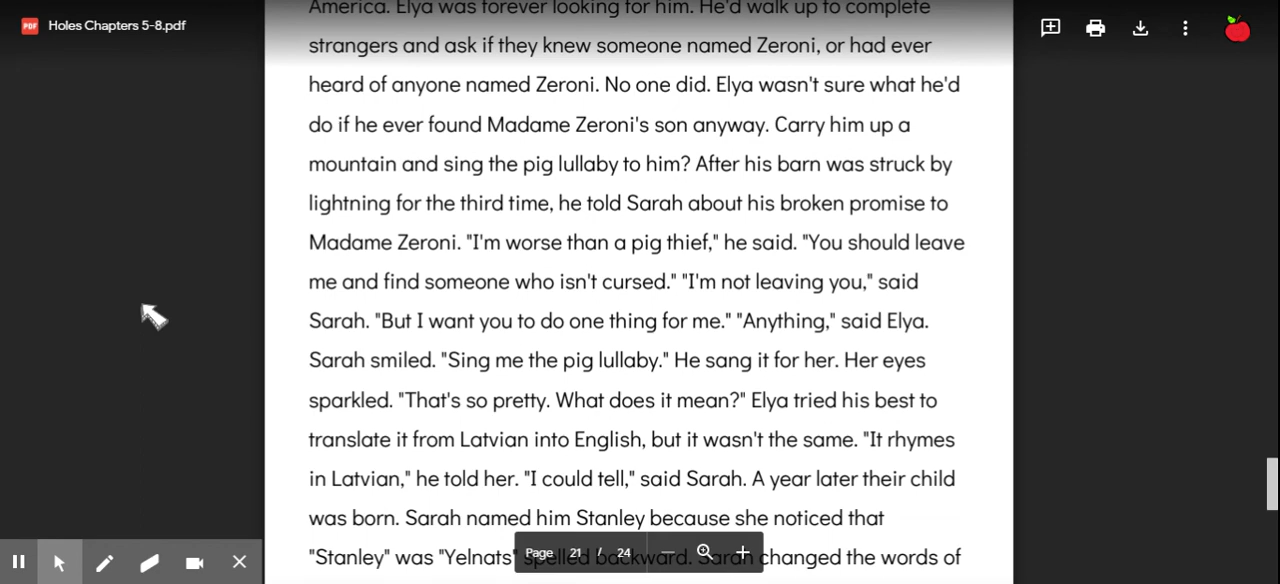 Holes Chapters 5-8.pdf
America. Elya was forever looking for him. He'd walk up to complete
strangers and ask if they knew someone named Zeroni, or had ever
heard of anyone named Zeroni. No one did. Elya wasn't sure what he'd
do if he ever found Madame Zeroni's son anyway. Carry him up a
mountain and sing the pig lullaby to him? After his barn was struck by
lightning for the third time, he told Sarah about his broken promise to
Madame Zeroni. "I'm worse than a pig thief," he said. "You should leave
me and find someone who isn't cursed." "I'm not leaving you," said
Sarah. "But I want you to do one thing for me." "Anything," said Elya.
Sarah smiled. "Sing me the pig lullaby." He sang it for her. Her eyes
sparkled. "That's so pretty. What does it mean?" Elya tried his best to
translate it from Latvian into English, but it wasn't the same. "It rhymes
in Latvian," he told her. "I could tell," said Sarah. A year later their child
was born. Sarah named him Stanley because she noticed that
"Stanley" was "Yelnats" spelled backward. Sarah changed the words of
Page 21 / 24
PDF